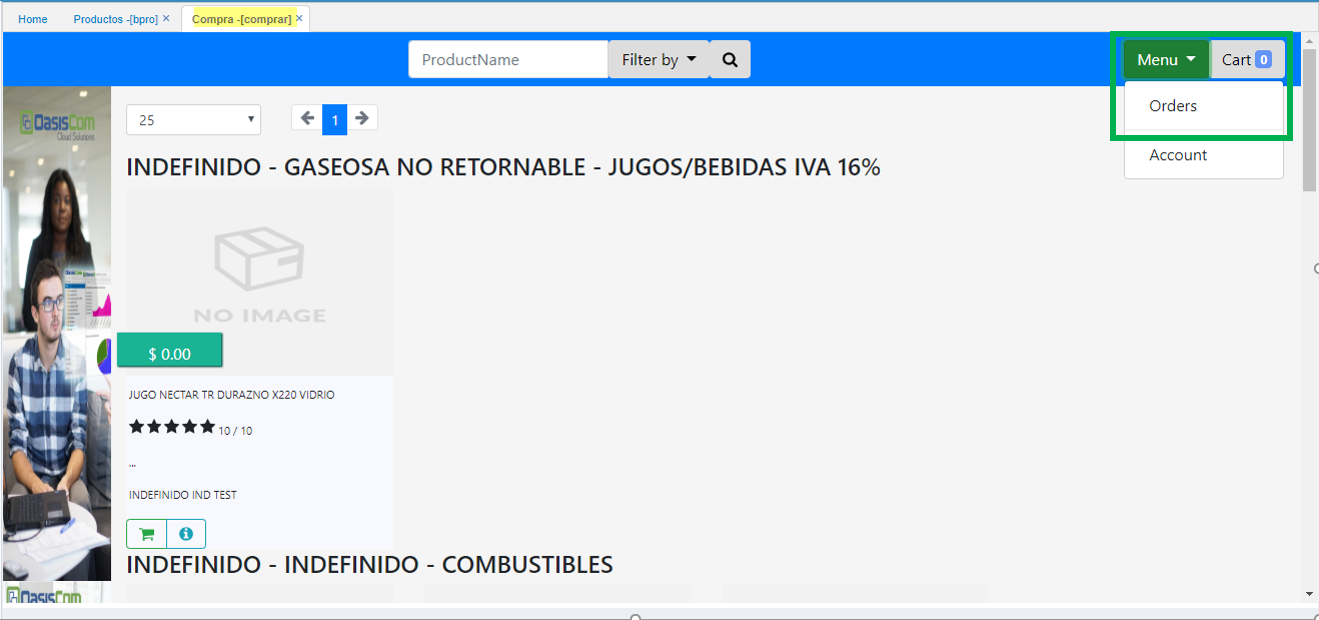 Home Productos -[bpro] × Compra -[comprar] ×
ProductName Filter by Menu Cart 0
Orders
Account
OasisCom
Cloud Solutions
25 1
INDEFINIDO - GASEOSA NO RETORNABLE - JUGOS/BEBIDAS IVA 16%
NO IMAGE
$ 0.00
JUGO NECTAR TR DURAZNO X220 VIDRIO
10 / 10
...
INDEFINIDO IND TEST
INDEFINIDO - INDEFINIDO - COMBUSTIBLES
OasisCom